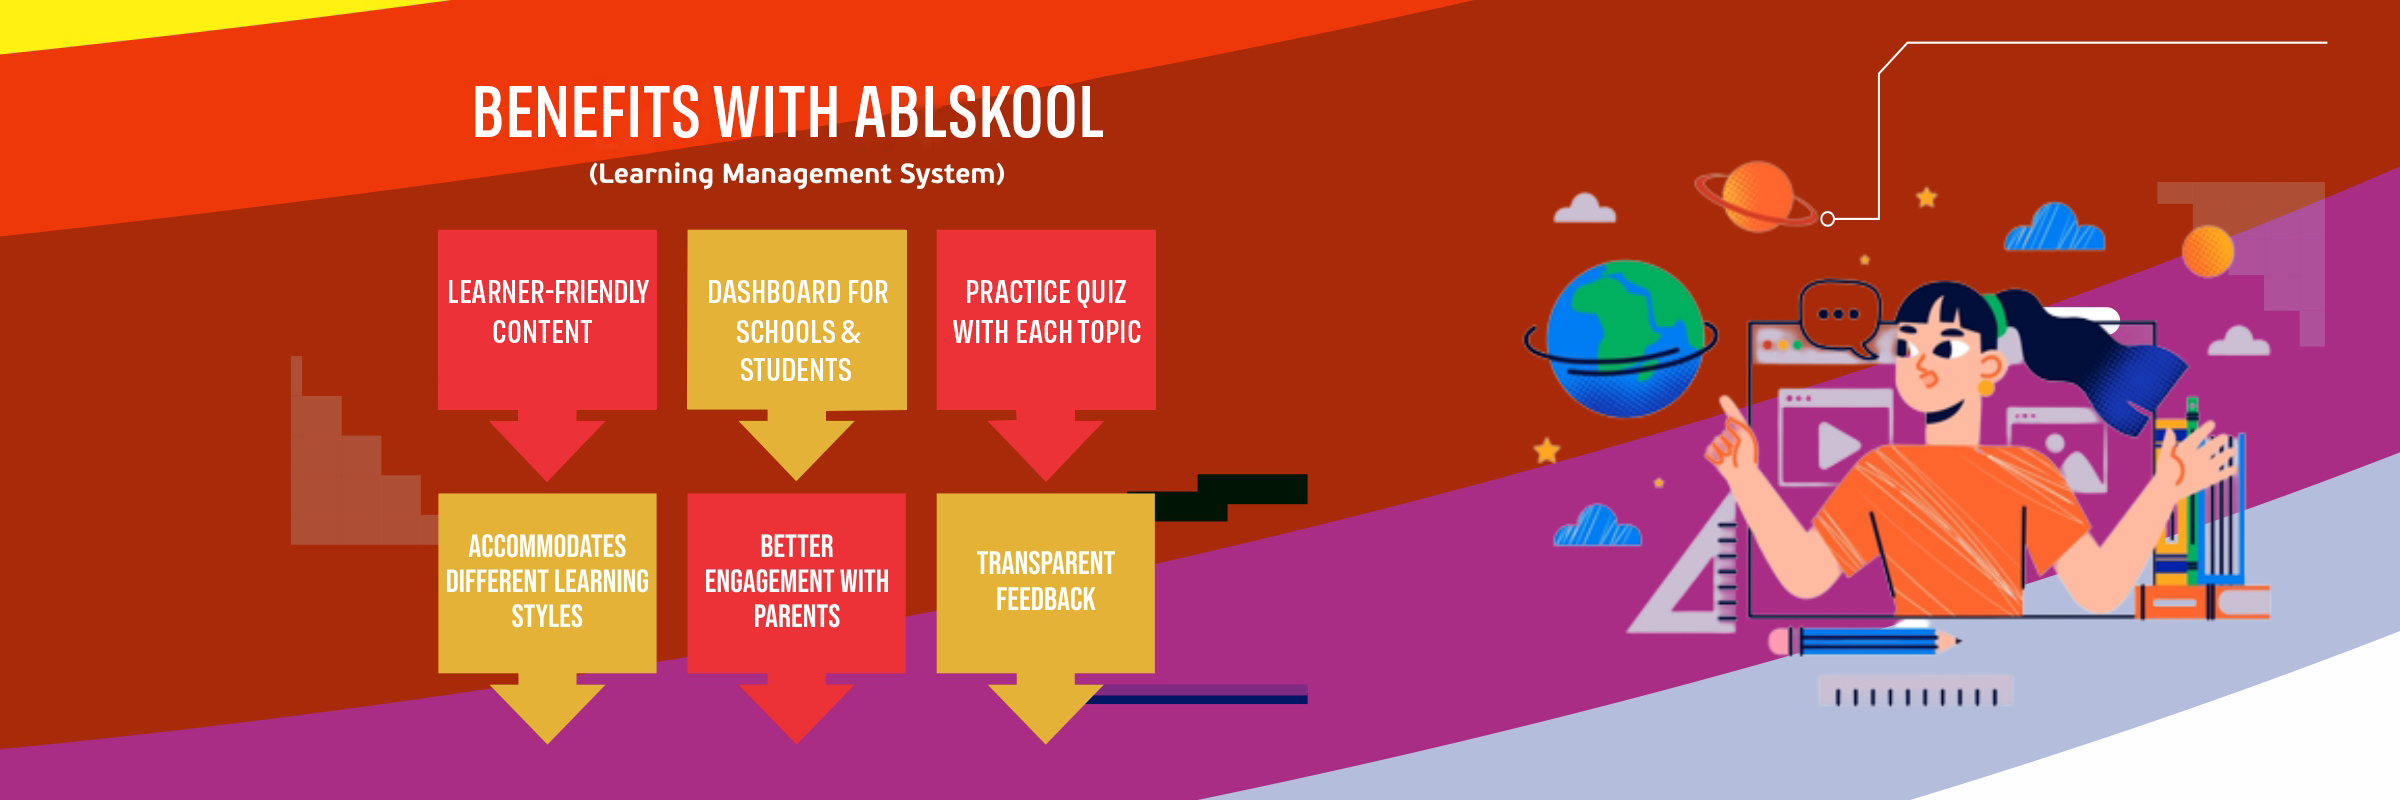 BENEFITS WITH ABLSKOOL
(Learning Management System)
LEARNER-FRIENDLY
CONTENT
DASHBOARD FOR
SCHOOLS &
STUDENTS
PRACTICE QUIZ
WITH EACH TOPIC
ACCOMMODATES
DIFFERENT LEARNING
STYLES
BETTER
ENGAGEMENT WITH
PARENTS
TRANSPARENT
FEEDBACK